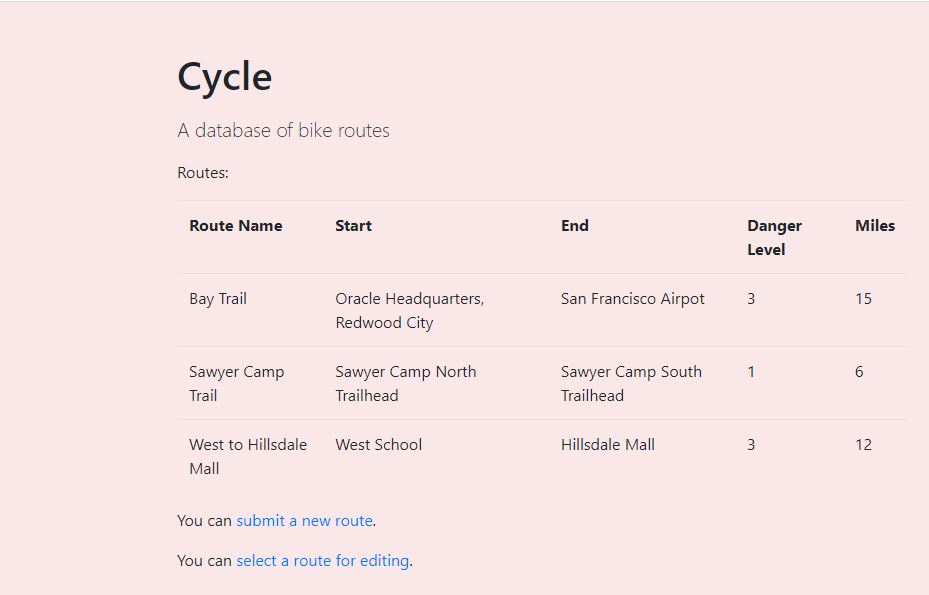 Cycle
A database of bike routes
Routes:
Route Name Start End Danger Level Miles
Bay Trail Oracle Headquarters, Redwood City San Francisco Airpot 3 15
Sawyer Camp Trail Sawyer Camp North Trailhead Sawyer Camp South Trailhead 1 6
West to Hillsdale Mall West School Hillsdale Mall 3 12
You can submit a new route.
You can select a route for editing.